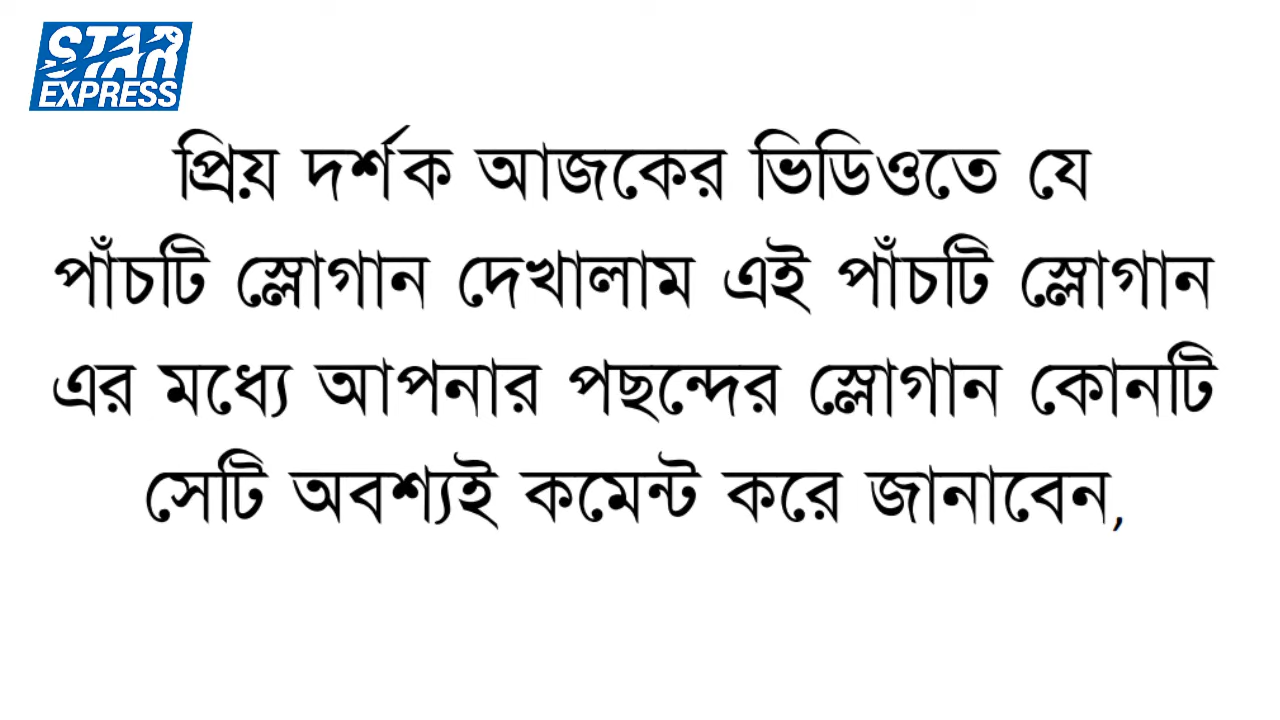 STAR
EXPRESS
প্রিয় দর্শক আজকের ভিডিওতে যে
পাঁচটি স্লোগান দেখালাম এই পাঁচটি স্লোগান
এর মধ্যে আপনার পছন্দের স্লোগান কোনটি
সেটি অবশ্যই কমেন্ট করে জানাবেন,